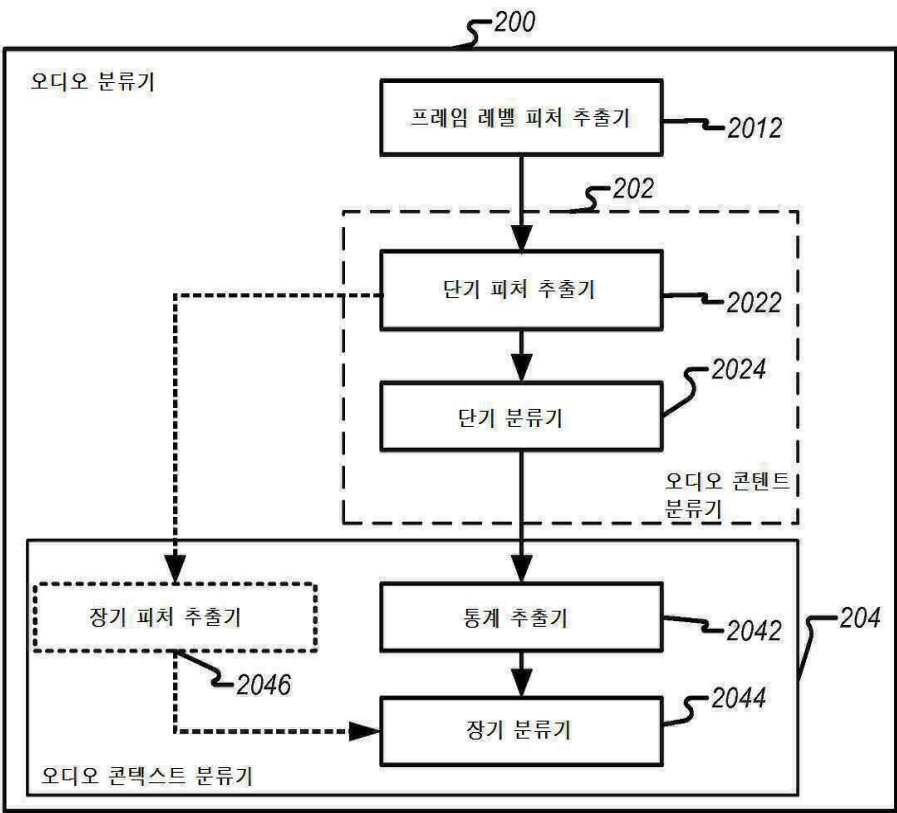 200
오디오 분류기
프레임 레벨 피처 추출기
2012
202
단기 피처 추출기
2022
2024
단기 분류기
오디오 콘텐트
분류기
장기 피처 추출기
통계 추출기
2042
204
2046
2044
장기 분류기
오디오 콘텍스트 분류기